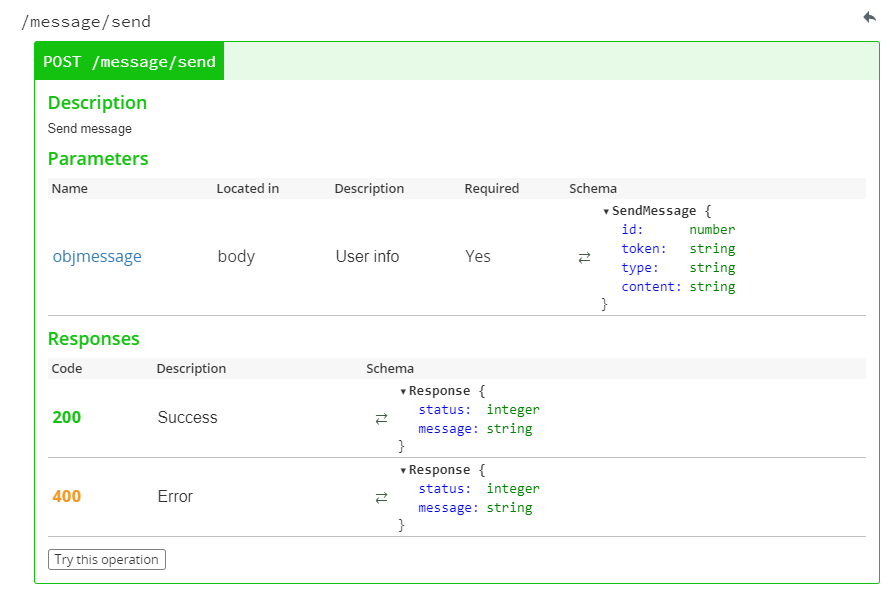 /message/send
POST /message/send
Description
Send message
Parameters
Name Located in Description Required Schema
▾SendMessage {
id: number
token: string
type: string
content: string
}
objmessage body User info Yes ⇄
Responses
Code Description Schema
▾Response {
status: integer
message: string
}
200 Success ⇄
▾Response {
status: integer
message: string
}
400 Error ⇄
Try this operation